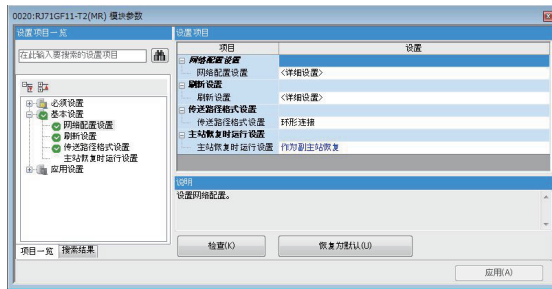 0020:RJ71GF11-T2(MR) 模块参数
设置项目一览
设置项目
在此输入要搜索的设置项目
项目
设置
网络配置设置
网络配置设置
<详细设置>
刷新设置
刷新设置
<详细设置>
传送路径格式设置
传送路径格式设置
环形连接
主站恢复时运行设置
主站恢复时运行设置
作为副主站恢复
必须设置
基本设置
网络配置设置
刷新设置
传送路径格式设置
主站恢复时运行设置
应用设置
说明
设置网络配置。
项目一览
搜索结果
检查(K)
恢复为默认(U)
应用(A)